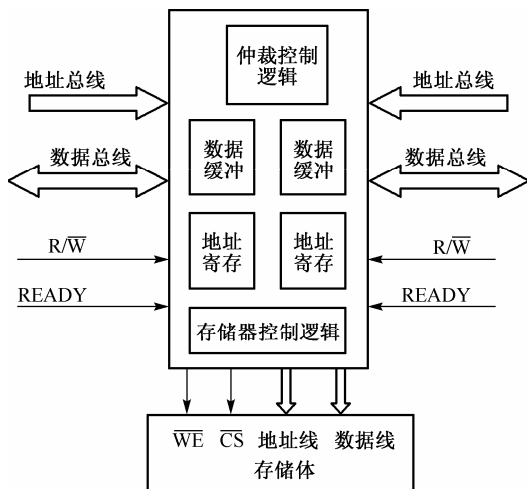 仲裁控制
逻辑
地址总线
地址总线
数据总线
数据
缓冲
数据
缓冲
数据总线
R/W̅
地址
寄存
地址
寄存
R/W̅
READY
READY
存储器控制逻辑
W̅E̅ C̅S̅ 地址线 数据线
存储体